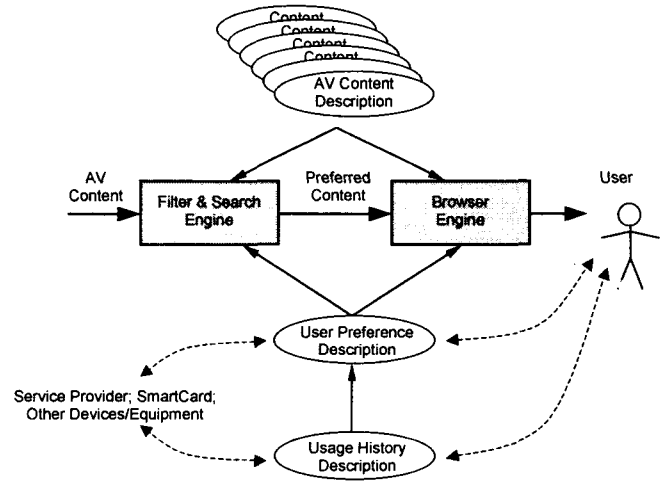 Content
Content
Content
Content
Content
AV Content
Description
AV
Content
Filter & Search
Engine
Preferred
Content
Browser
Engine
User
User Preference
Description
Service Provider; SmartCard;
Other Devices/Equipment
Usage History
Description